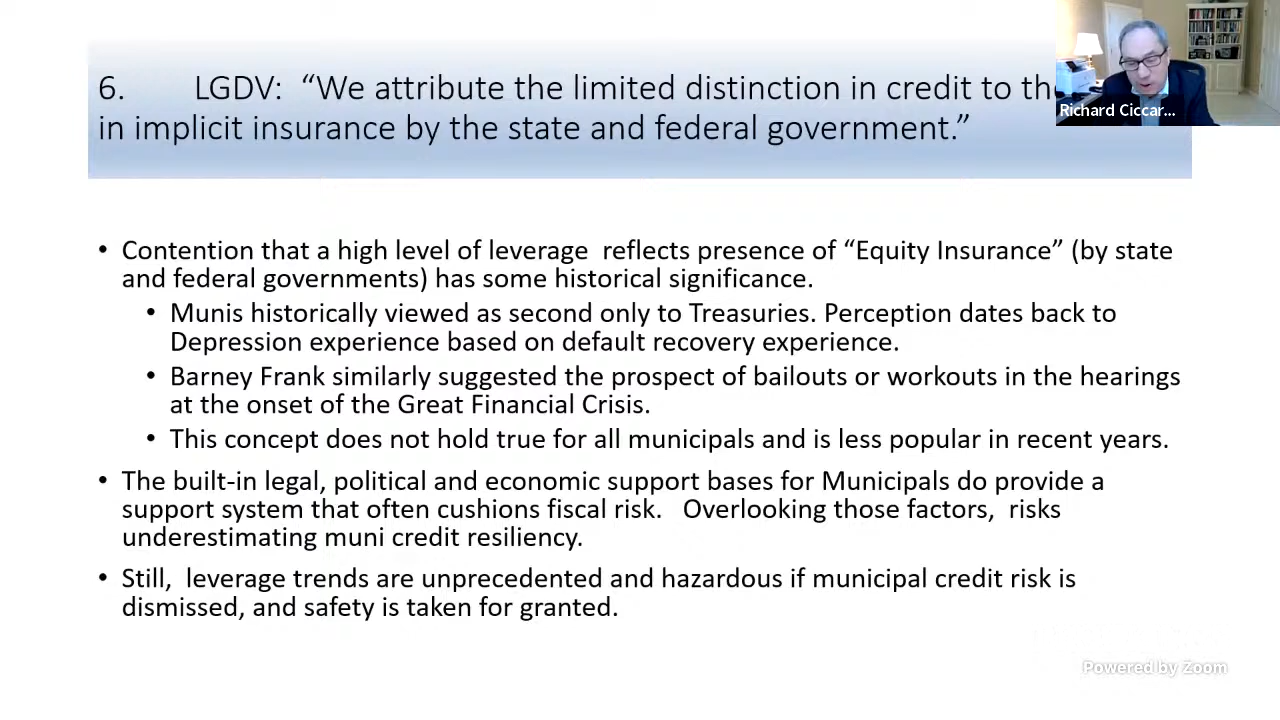 6. LGDV: “We attribute the limited distinction in credit to th
in implicit insurance by the state and federal government.”
Richard Ciccar...
• Contention that a high level of leverage reflects presence of “Equity Insurance” (by state
and federal governments) has some historical significance.
• Munis historically viewed as second only to Treasuries. Perception dates back to
Depression experience based on default recovery experience.
• Barney Frank similarly suggested the prospect of bailouts or workouts in the hearings
at the onset of the Great Financial Crisis.
• This concept does not hold true for all municipals and is less popular in recent years.
• The built-in legal, political and economic support bases for Municipals do provide a
support system that often cushions fiscal risk. Overlooking those factors, risks
underestimating muni credit resiliency.
• Still, leverage trends are unprecedented and hazardous if municipal credit risk is
dismissed, and safety is taken for granted.
Powered by Zoom